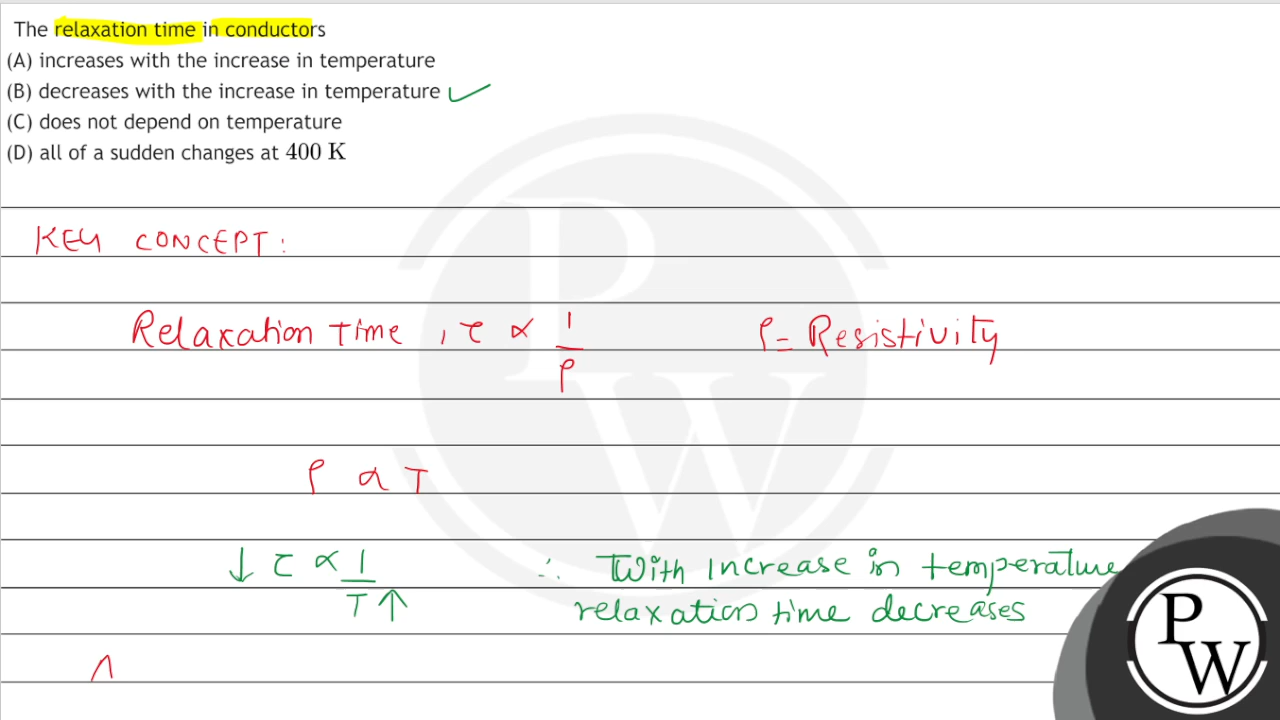 The relaxation time in conductors
(A) increases with the increase in temperature
(B) decreases with the increase in temperature ✓
(C) does not depend on temperature
(D) all of a sudden changes at 400 K
KEY CONCEPT:
Relaxation Time , τ ∝ 1/ρ ρ = Resistivity
ρ α T
↓ τ ∝ 1/T ↑ ∴ With increase in temperature
relaxation time decreases
P
W
P
W